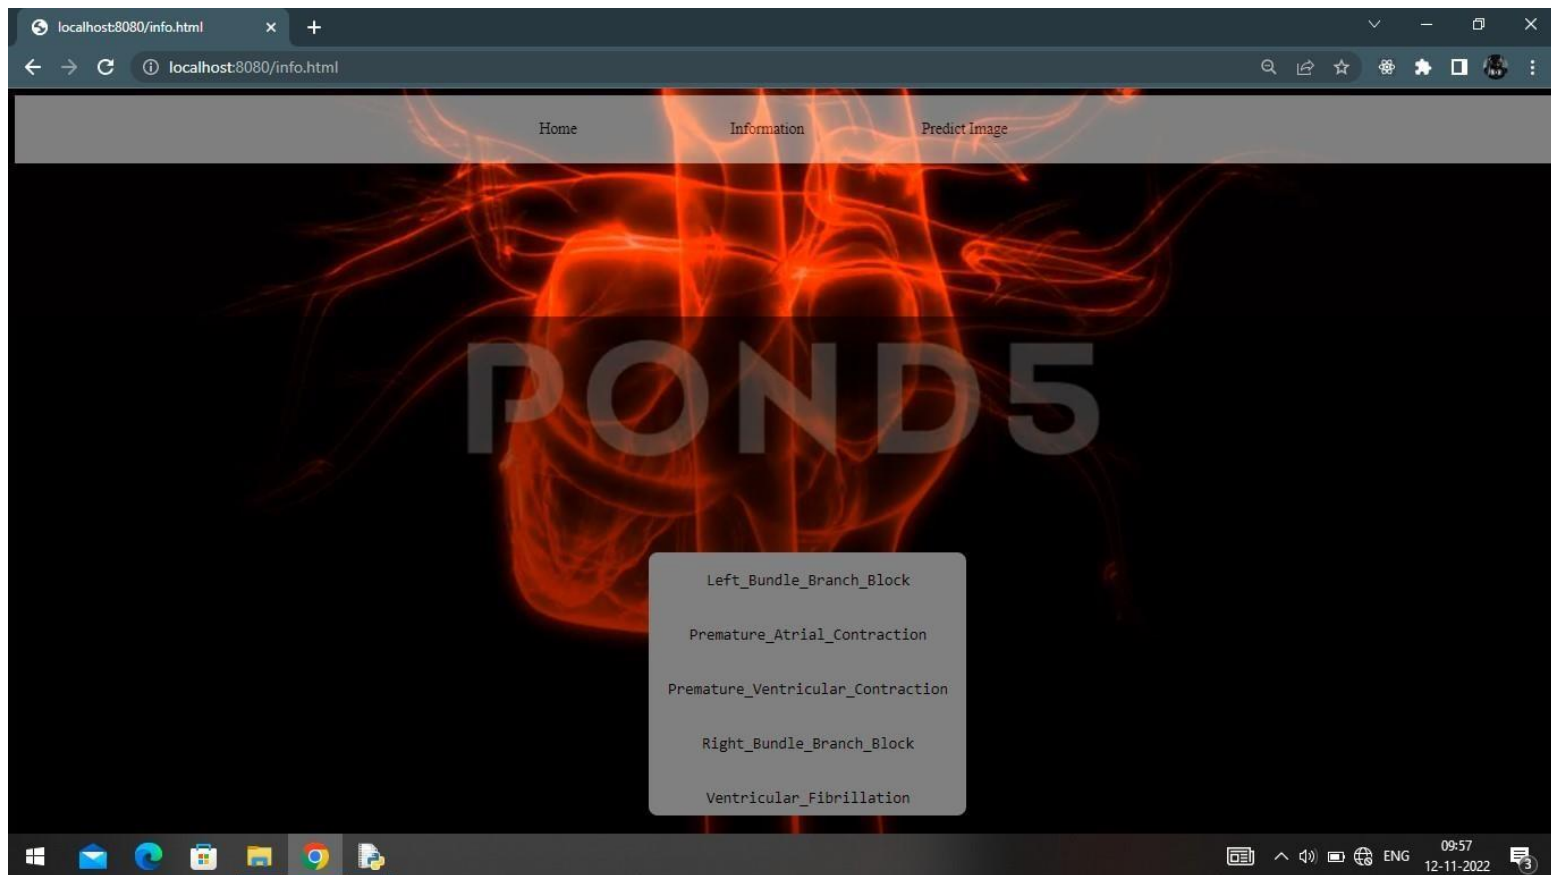 localhost:8080/info.html
localhost:8080/info.html
Home Information Predict Image
POND5
Left_Bundle_Branch_Block
Premature_Atrial_Contraction
Premature_Ventricular_Contraction
Right_Bundle_Branch_Block
Ventricular_Fibrillation
ENG
09:57
12-11-2022
3